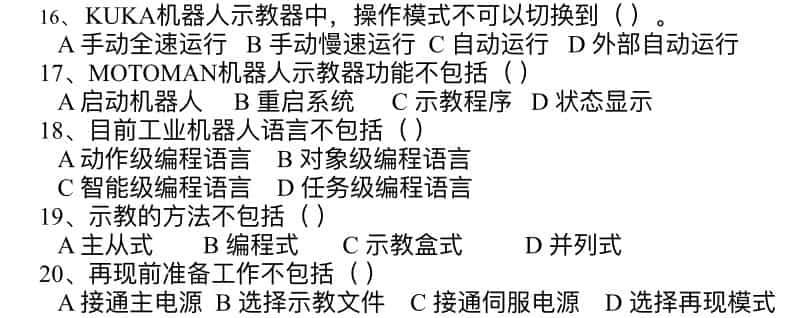 16、KUKA机器人示教器中，操作模式不可以切换到（ ）。
A 手动全速运行 B 手动慢速运行 C 自动运行 D 外部自动运行
17、MOTOMAN机器人示教器功能不包括（ ）
A 启动机器人 B 重启系统 C 示教程序 D 状态显示
18、目前工业机器人语言不包括（ ）
A 动作级编程语言 B 对象级编程语言
C 智能级编程语言 D 任务级编程语言
19、示教的方法不包括（ ）
A 主从式 B 编程式 C 示教盒式 D 并列式
20、再现前准备工作不包括（ ）
A 接通主电源 B 选择示教文件 C 接通伺服电源 D 选择再现模式